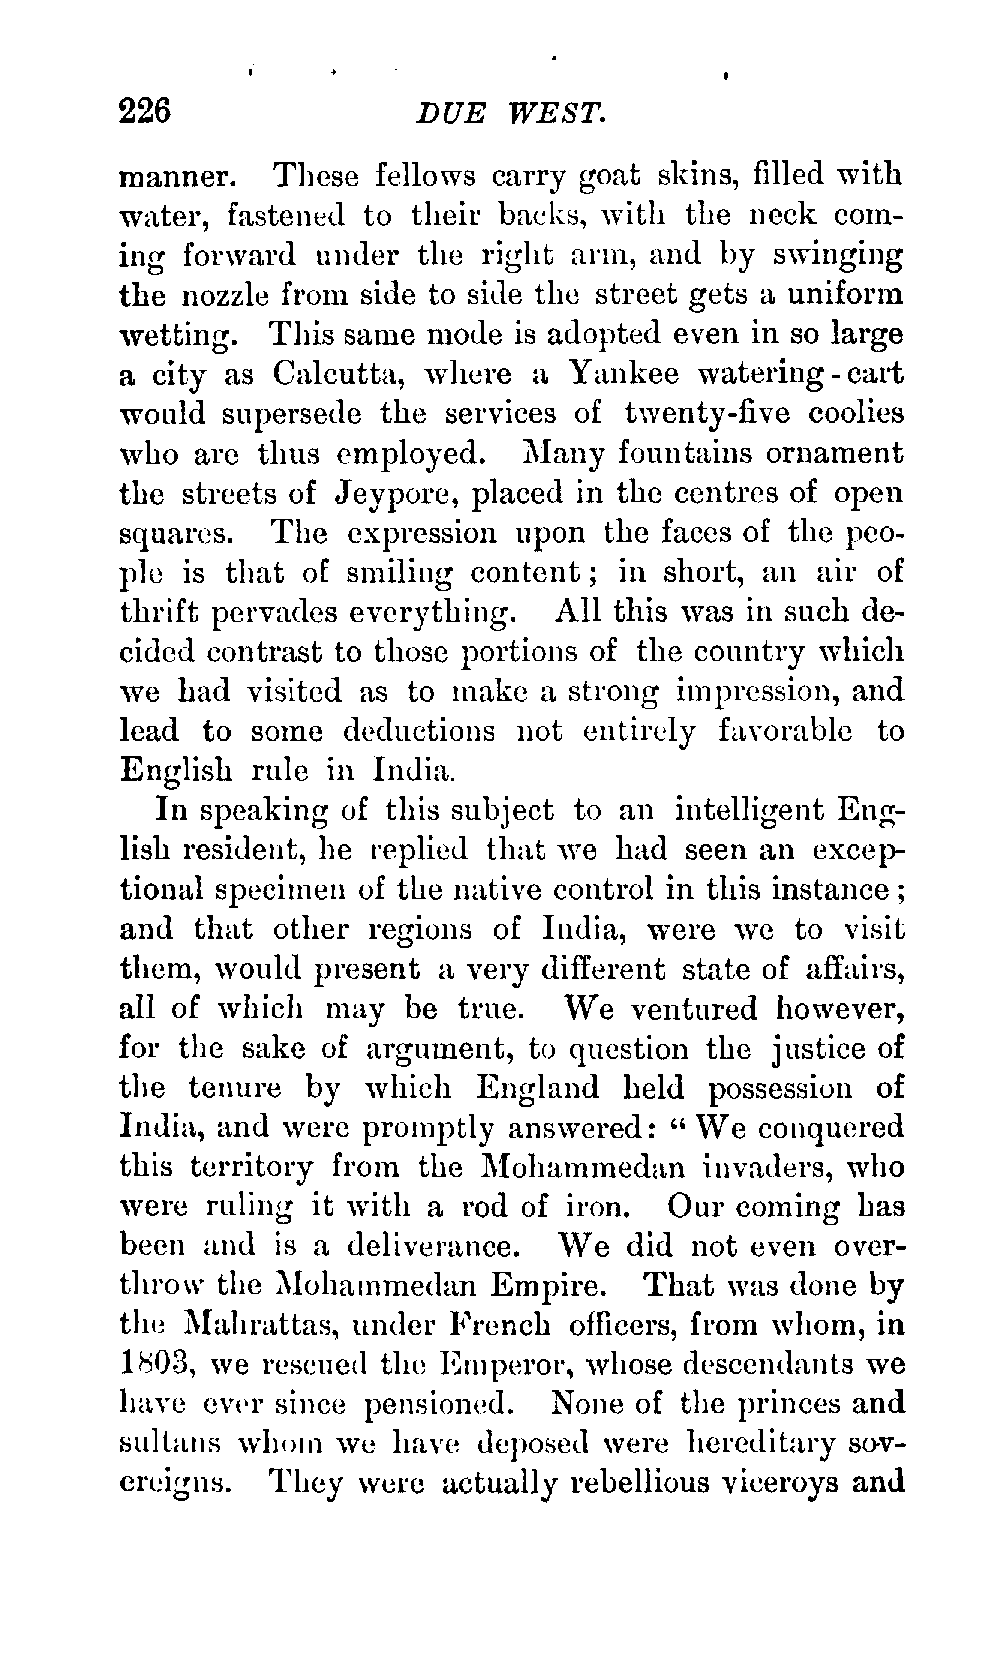 226 DUE WEST.
manner. These fellows carry goat skins, filled with
water, fastened to their backs, with the neck com-
ing forward under the right arm, and by swinging
the nozzle from side to side the street gets a uniform
wetting. This same mode is adopted even in so large
a city as Calcutta, where a Yankee watering-cart
would supersede the services of twenty-five coolies
who are thus employed. Many fountains ornament
the streets of Jeypore, placed in the centres of open
squares. The expression upon the faces of the peo-
ple is that of smiling content; in short, an air of
thrift pervades everything. All this was in such de-
cided contrast to those portions of the country which
we had visited as to make a strong impression, and
lead to some deductions not entirely favorable to
English rule in India.
In speaking of this subject to an intelligent Eng-
lish resident, he replied that we had seen an excep-
tional specimen of the native control in this instance;
and that other regions of India, were we to visit
them, would present a very different state of affairs,
all of which may be true. We ventured however,
for the sake of argument, to question the justice of
the tenure by which England held possession of
India, and were promptly answered: “We conquered
this territory from the Mohammedan invaders, who
were ruling it with a rod of iron. Our coming has
been and is a deliverance. We did not even over-
throw the Mohammedan Empire. That was done by
the Mahrattas, under French officers, from whom, in
1803, we rescued the Emperor, whose descendants we
have ever since pensioned. None of the princes and
sultans whom we have deposed were hereditary sov-
ereigns. They were actually rebellious viceroys and